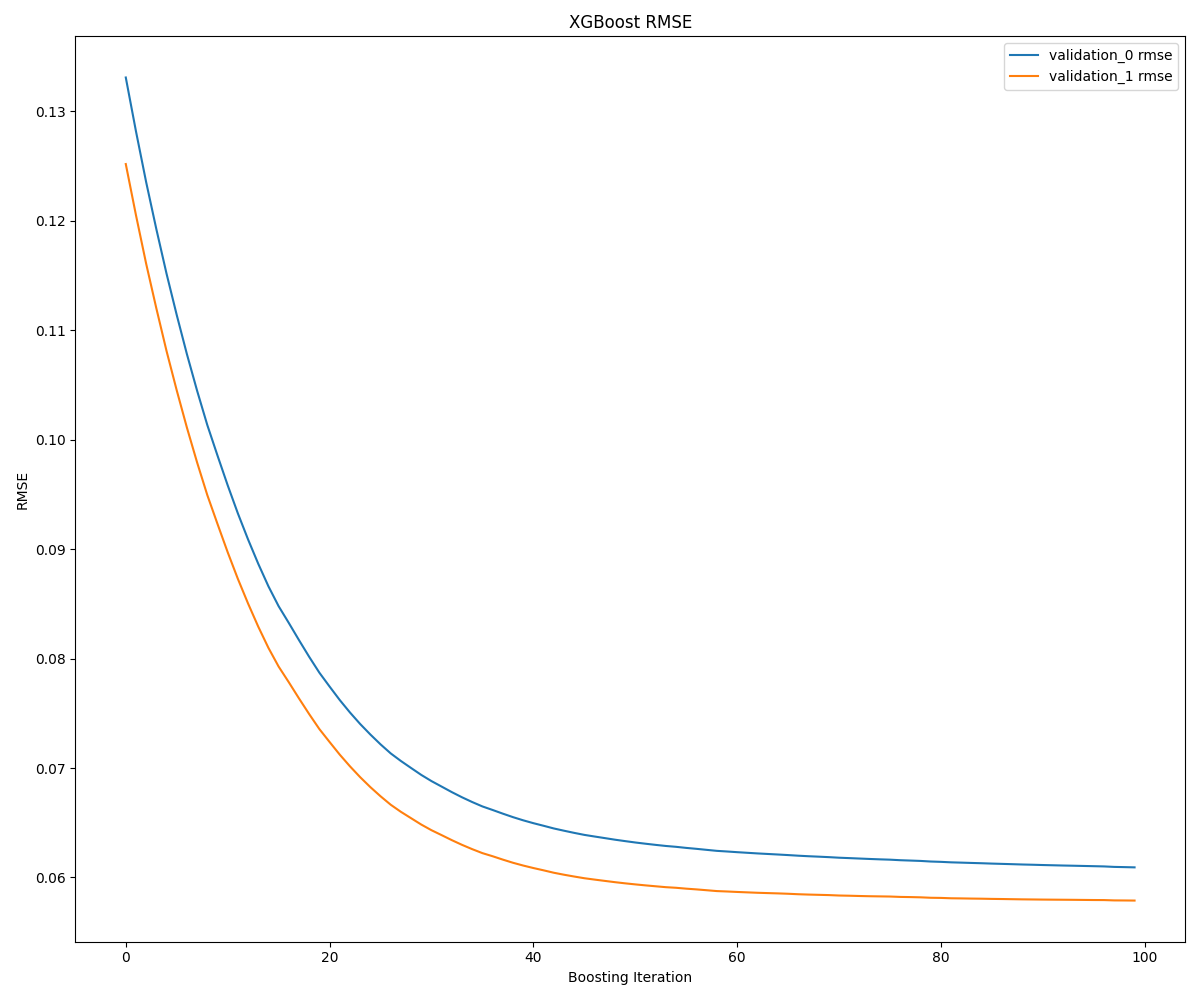 XGBoost RMSE
validation_0 rmse
validation_1 rmse
0.13
0.12
0.11
0.10
0.09
0.08
0.07
0.06
RMSE
0 20 40 60 80 100
Boosting Iteration